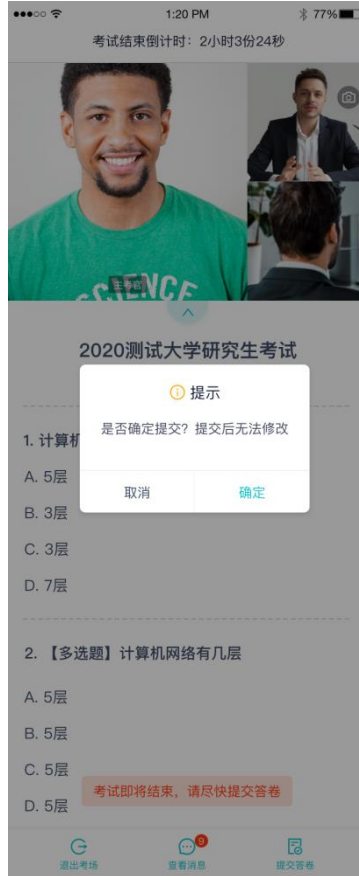 1:20 PM
77%
考试结束倒计时：2小时3份24秒
SCIENCE
王考官
2020测试大学研究生考试
提示
是否确定提交？提交后无法修改
取消
确定
1. 计算机
A. 5层
B. 3层
C. 3层
D. 7层
2. 【多选题】计算机网络有几层
A. 5层
B. 5层
C. 5层
考试即将结束，请尽快提交答卷
D. 5层
9
退出考场
查看消息
提交答卷